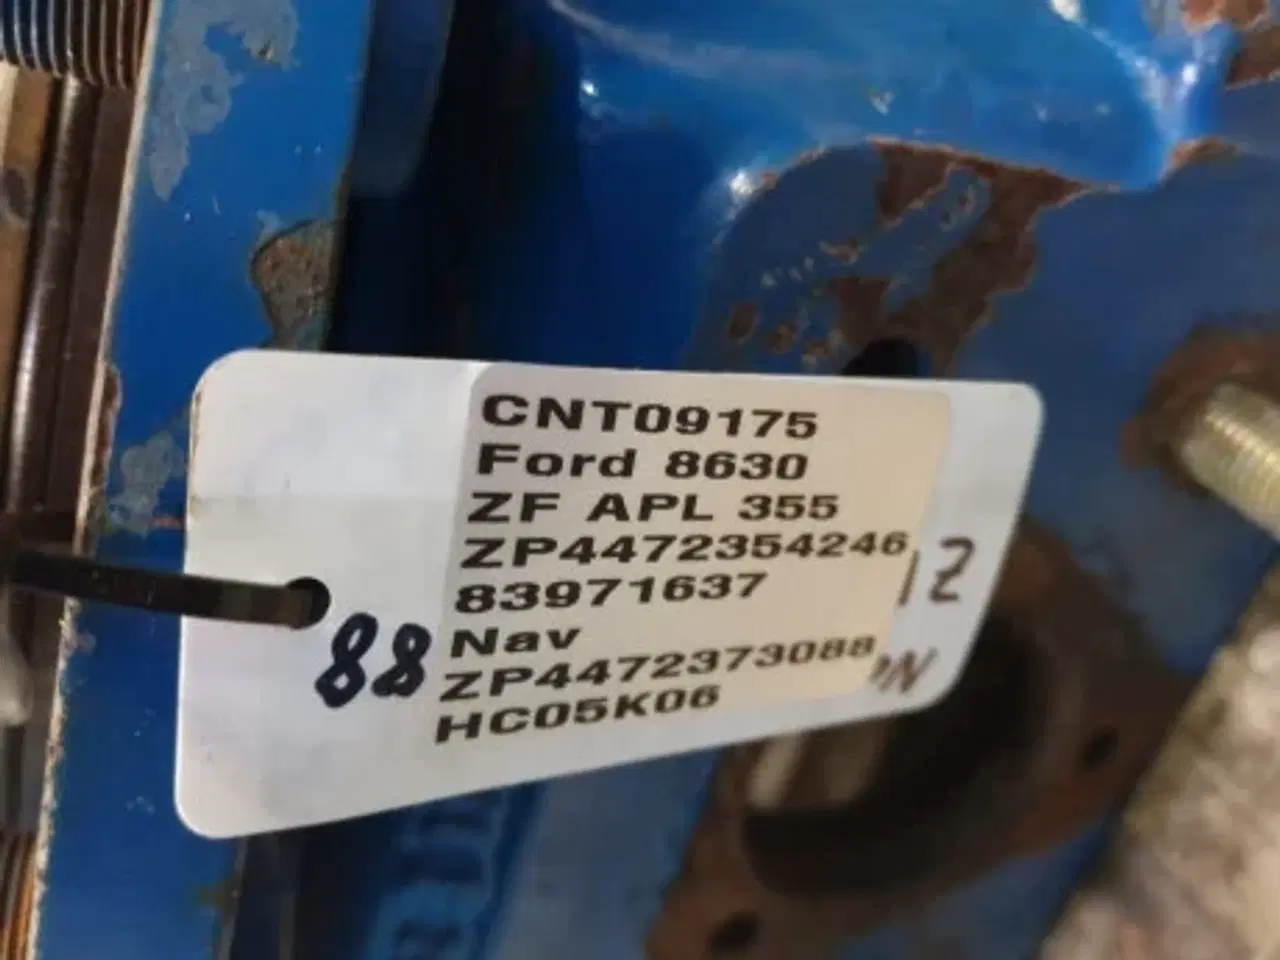 CNT09175
Ford 8630
ZF APL 355
ZP4472354246
83971637
Nav
ZP4472373088
HC05K06
88